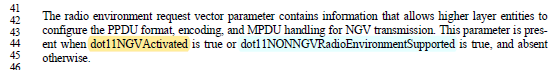 41
42 The radio environment request vector parameter contains information that allows higher layer entities to
43 configure the PPDU format, encoding, and MPDU handling for NGV transmission. This parameter is pres-
44 ent when dot11NGVActivated is true or dot11NONNGVRadioEnvironmentSupported is true, and absent
45 otherwise.
46